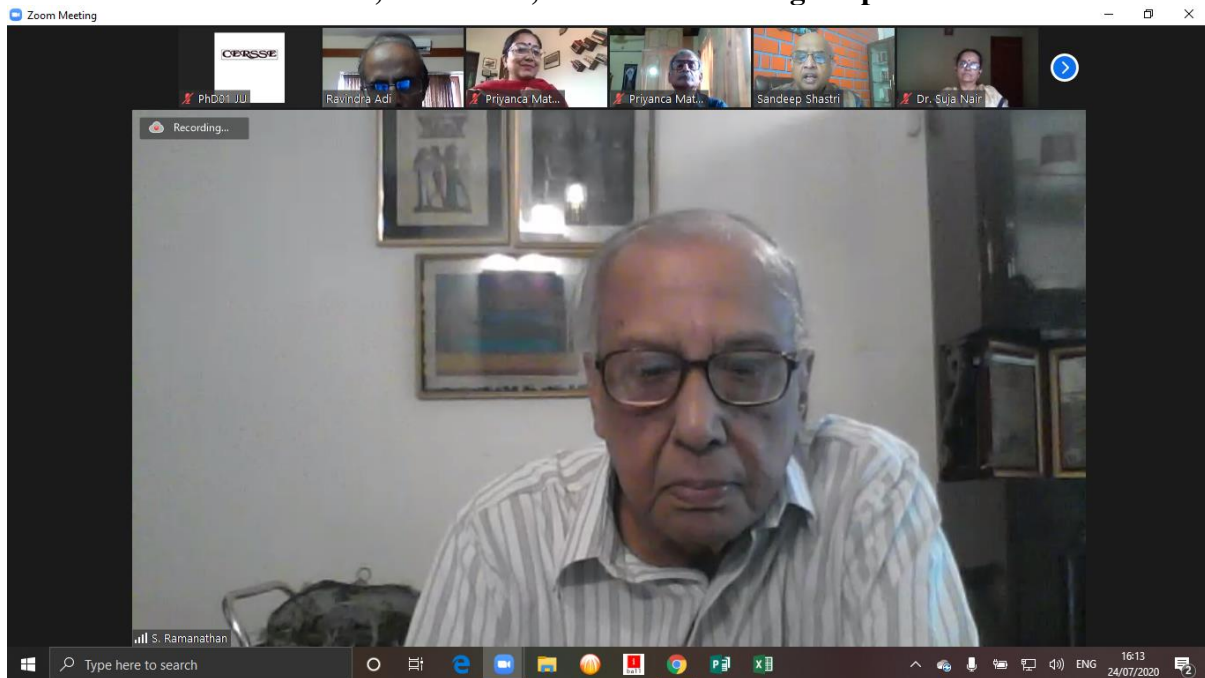 Zoom Meeting
CERSSE
PhD01 JU
Ravindra Adi
Priyanca Mat...
Priyanca Mat...
Sandeep Shastri
Dr. Suja Nair
Recording...
S. Ramanathan
Type here to search
ENG
16:13
24/07/2020
2